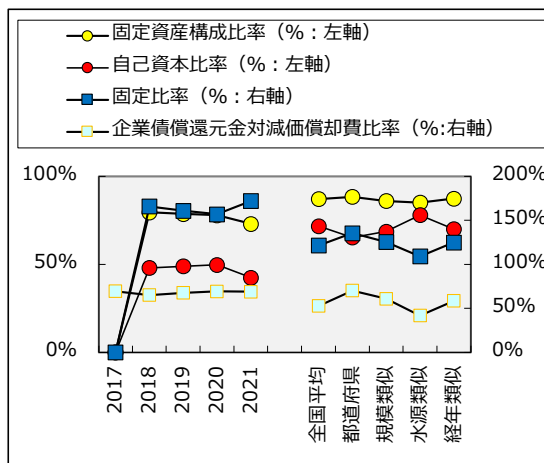 固定資産構成比率（%：左軸）
自己資本比率（%：左軸）
固定比率（%：右軸）
企業債償還元金対減価償却費比率（%:右軸）
100%
200%
150%
50%
100%
50%
0%
0%
2017
2018
2019
2020
2021
全国平均
都道府県
規模類似
水源類似
経年類似